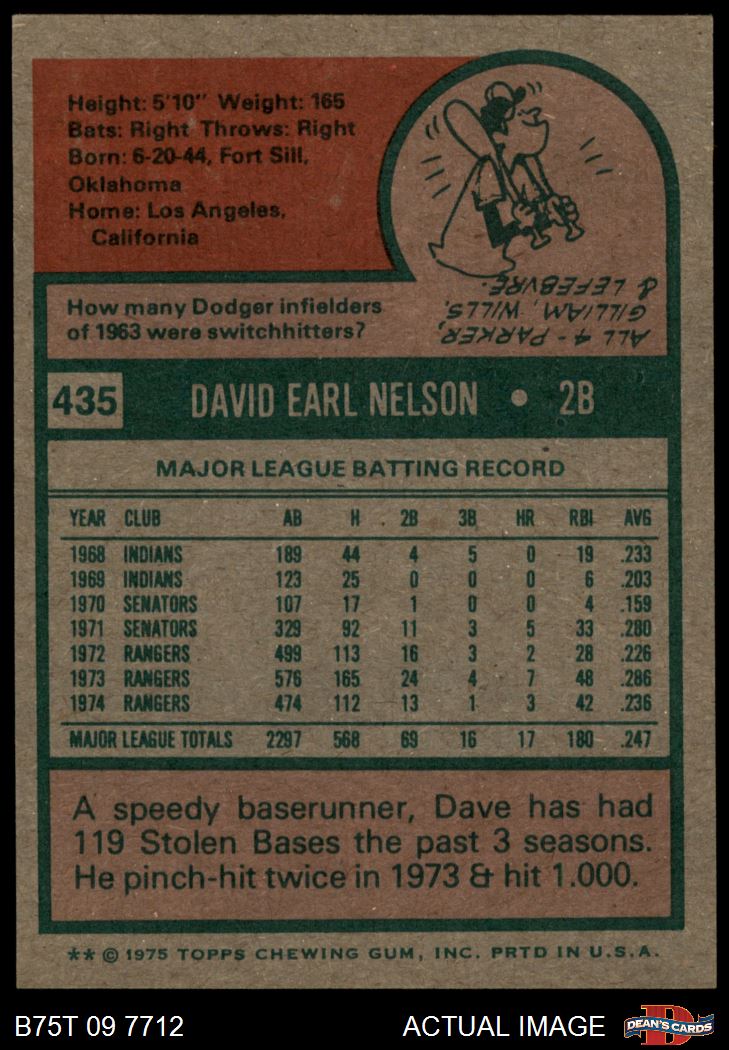 Height: 5'10" Weight: 165
Bats: Right Throws: Right
Born: 6-20-44, Fort Sill,
Oklahoma
Home: Los Angeles,
California
How many Dodger infielders
of 1963 were switchhitters?
ALL 4 - PARKER,
GILLIAM, WILLS,
& LEFEBVRE.
435 DAVID EARL NELSON • 2B
MAJOR LEAGUE BATTING RECORD
YEAR CLUB AB H 2B 3B HR RBI AVG
1968 INDIANS 189 44 4 5 0 19 .233
1969 INDIANS 123 25 0 0 0 6 .203
1970 SENATORS 107 17 1 0 0 4 .159
1971 SENATORS 329 92 11 3 5 33 .280
1972 RANGERS 499 113 16 3 2 28 .226
1973 RANGERS 576 165 24 4 7 48 .286
1974 RANGERS 474 112 13 1 3 42 .236
MAJOR LEAGUE TOTALS 2297 568 69 16 17 180 .247
A speedy baserunner, Dave has had
119 Stolen Bases the past 3 seasons.
He pinch-hit twice in 1973 & hit 1.000.
** © 1975 TOPPS CHEWING GUM, INC. PRTD IN U.S.A.
B75T 09 7712 ACTUAL IMAGE
D
DEAN'S CARDS